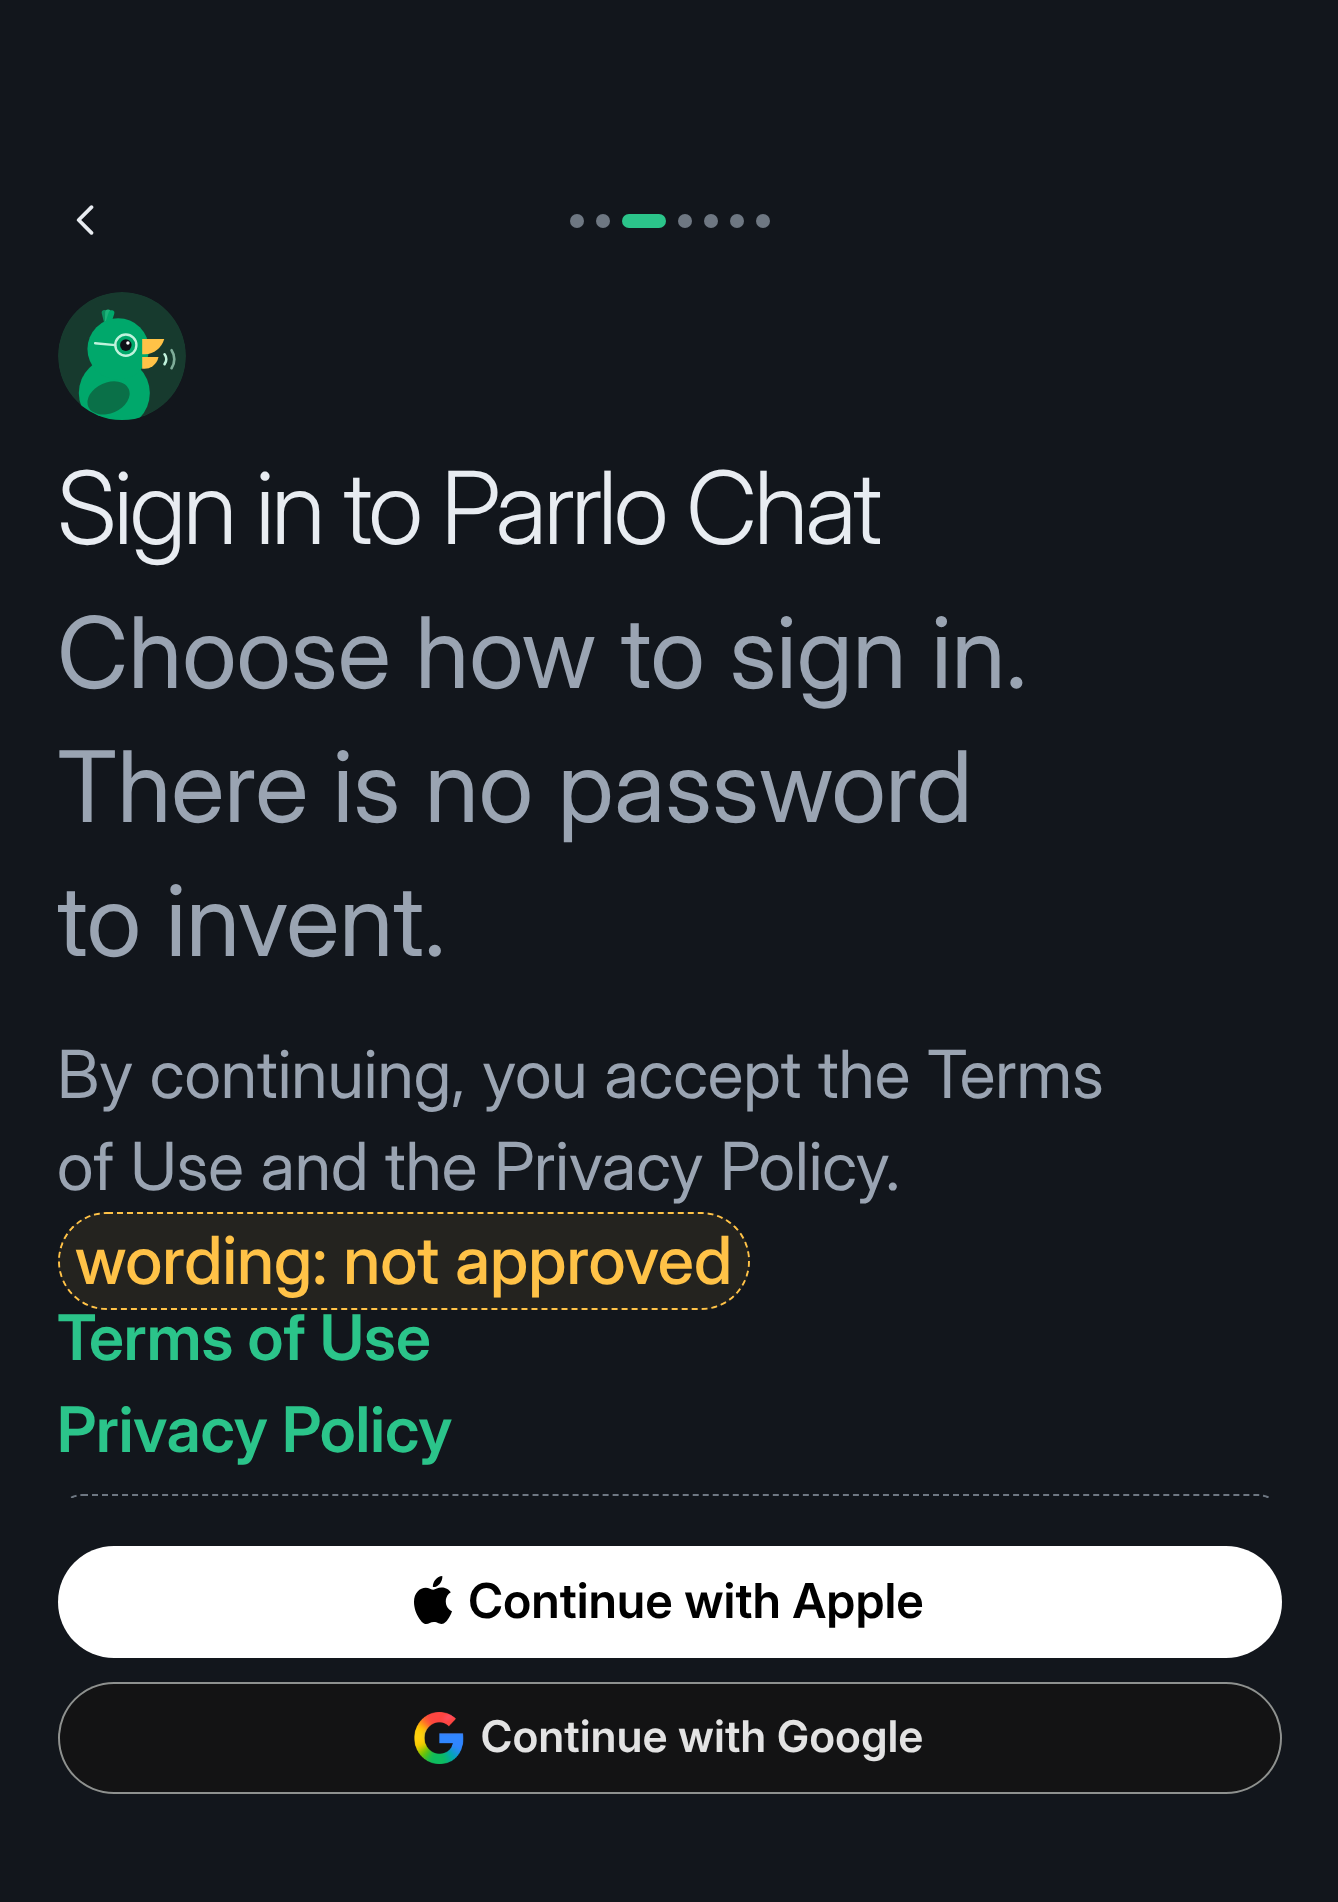 Sign in to Parrlo Chat
Choose how to sign in.
There is no password
to invent.
By continuing, you accept the Terms
of Use and the Privacy Policy.
wording: not approved
Terms of Use
Privacy Policy
Continue with Apple
Continue with Google